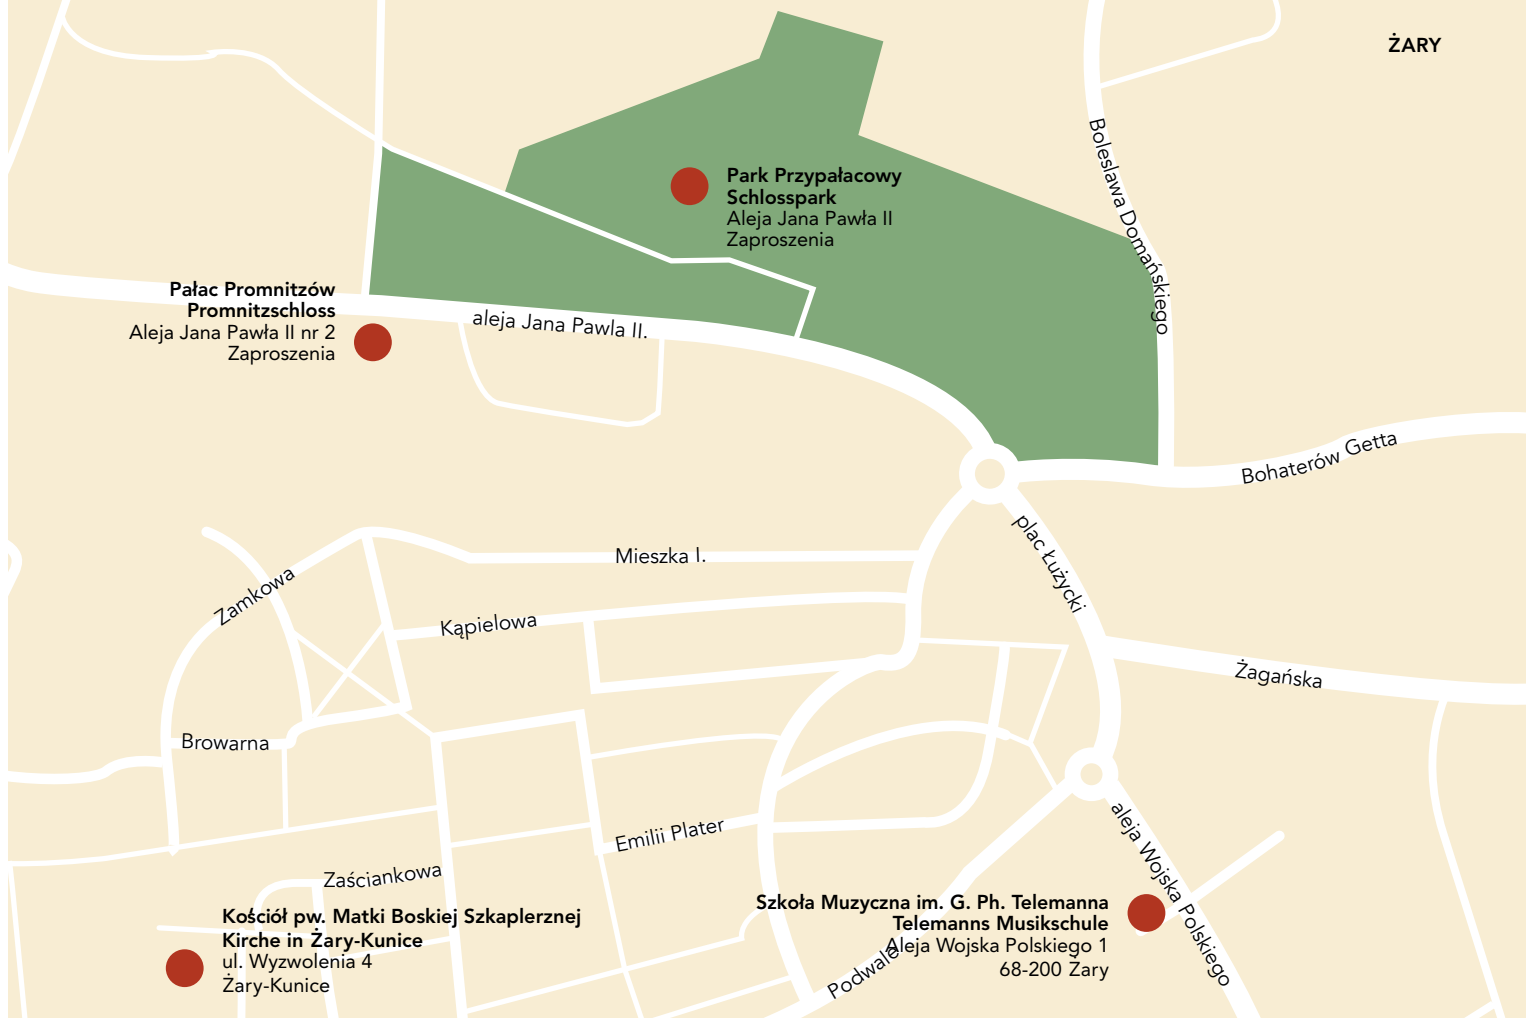 ŻARY
Boleslawa Domańskiego
Park Przypałacowy
Schlosspark
Aleja Jana Pawła II
Zaproszenia
Pałac Promnitzów
Promnitzschloss
Aleja Jana Pawła II nr 2
Zaproszenia
aleja Jana Pawla II.
Bohaterów Getta
plac Łużycki
Mieszka I.
Zamkowa
Kąpielowa
Żagańska
Browarna
Emilii Plater
aleja Wojska Polskiego
Zaściankowa
Kościół pw. Matki Boskiej Szkaplerznej
Kirche in Żary-Kunice
ul. Wyzwolenia 4
Żary-Kunice
Szkoła Muzyczna im. G. Ph. Telemanna
Telemanns Musikschule
Aleja Wojska Polskiego 1
68-200 Żary
Podwale